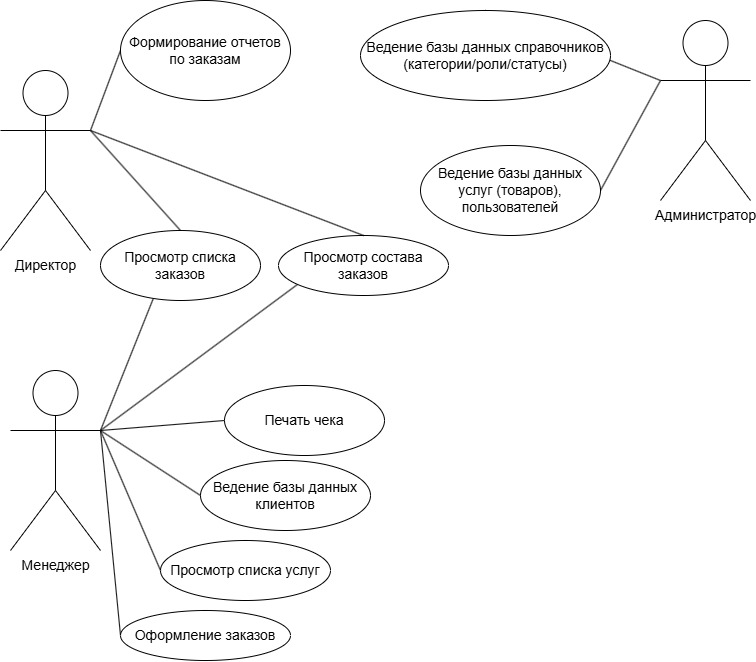 Формирование отчетов
по заказам
Ведение базы данных справочников
(категории/роли/статусы)
Ведение базы данных
услуг (товаров),
пользователей
Администратор
Директор
Просмотр списка
заказов
Просмотр состава
заказов
Печать чека
Ведение базы данных
клиентов
Менеджер
Просмотр списка услуг
Оформление заказов